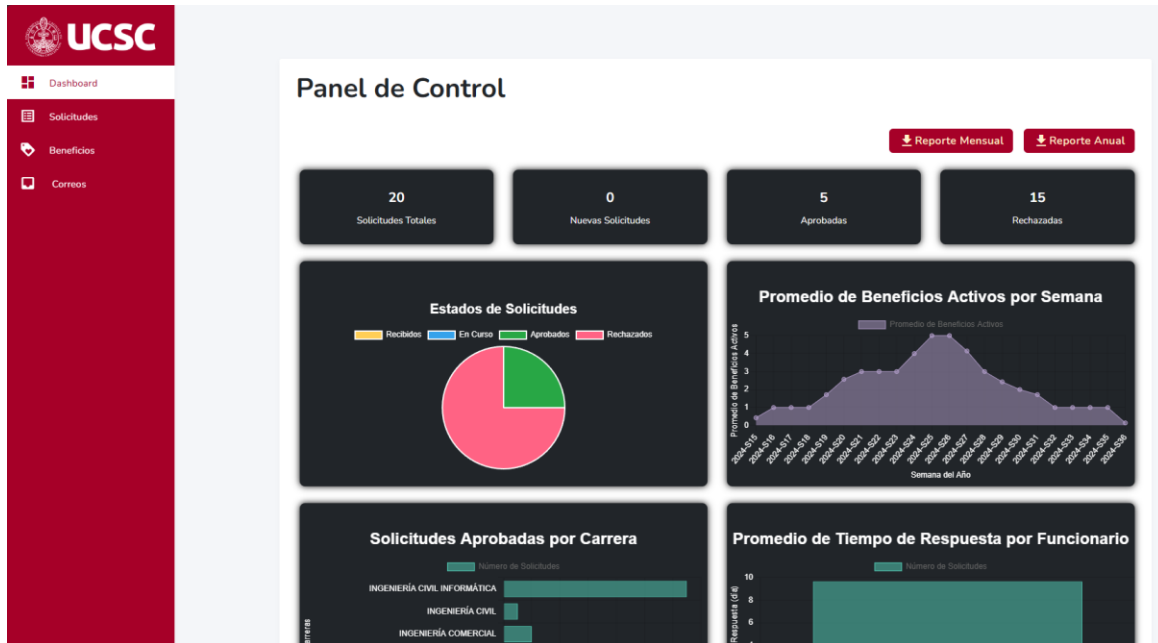 UCSC
Dashboard
Solicitudes
Beneficios
Correos
Panel de Control
Reporte Mensual
Reporte Anual
20
Solicitudes Totales
0
Nuevas Solicitudes
5
Aprobadas
15
Rechazadas
Estados de Solicitudes
Recibidos En Curso Aprobados Rechazados
Promedio de Beneficios Activos por Semana
Promedio de Beneficios Activos
Promedio de Beneficios Activos
5
4
3
2
1
0
2024-S15 2024-S16 2024-S17 2024-S18 2024-S19 2024-S20 2024-S21 2024-S22 2024-S23 2024-S24 2024-S25 2024-S26 2024-S27 2024-S28 2024-S29 2024-S30 2024-S31 2024-S32 2024-S33 2024-S34 2024-S35 2024-S36
Semana del Año
Solicitudes Aprobadas por Carrera
Número de Solicitudes
INGENIERÍA CIVIL INFORMÁTICA
INGENIERÍA CIVIL
INGENIERÍA COMERCIAL
Promedio de Tiempo de Respuesta por Funcionario
Número de Solicitudes
10
8
6
Respuesta (día)